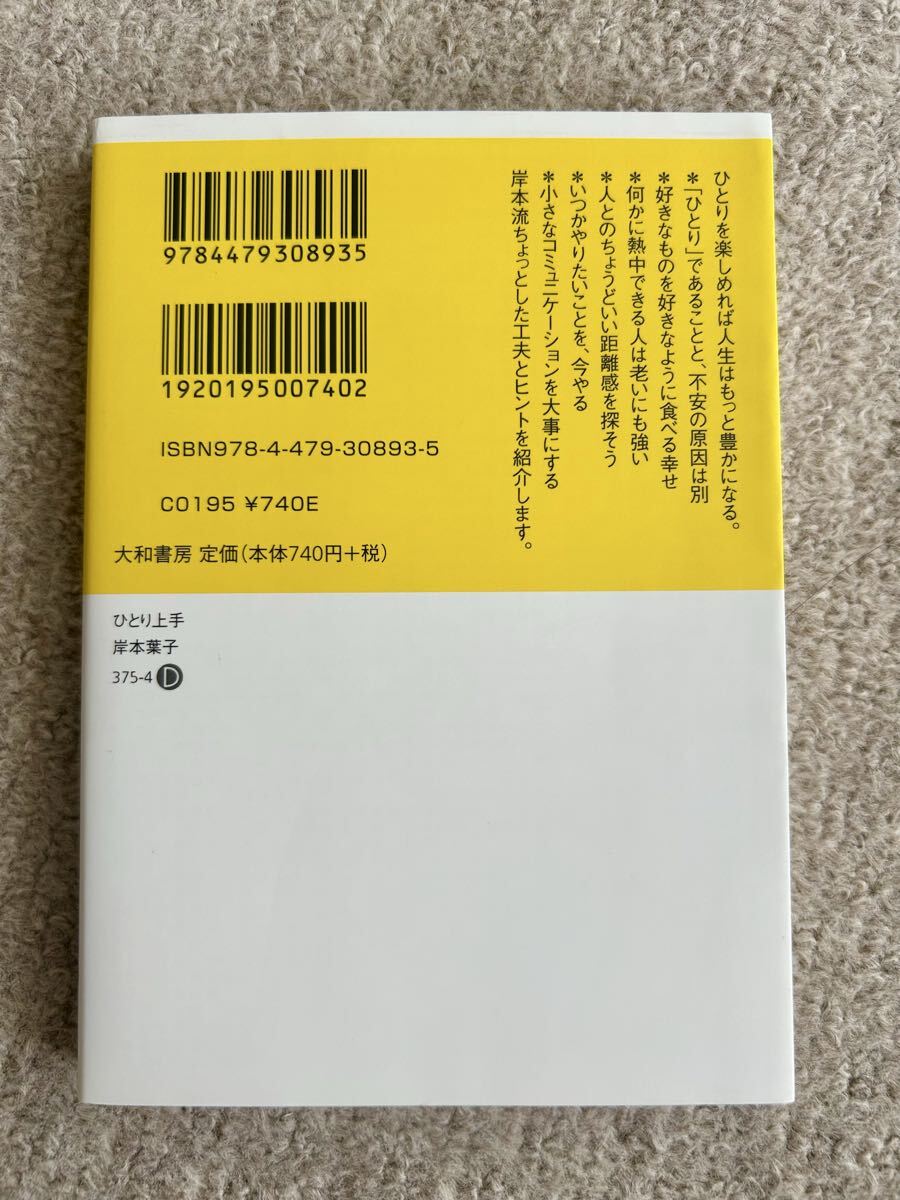 ひとりを楽しめれば人生はもっと豊かになる。
＊「ひとり」であることと、不安の原因は別
＊好きなものを好きなように食べる幸せ
＊何かに熱中できる人は老いにも強い
＊人とのちょうどいい距離感を探そう
＊いつかやりたいことを、今やる
＊小さなコミュニケーションを大事にする
岸本流ちょっとした工夫とヒントを紹介します。
9784479308935
1920195007402
ISBN978-4-479-30893-5
C0195 ¥740E
大和書房 定価(本体740円+税)
ひとり上手
岸本葉子
375-4 D